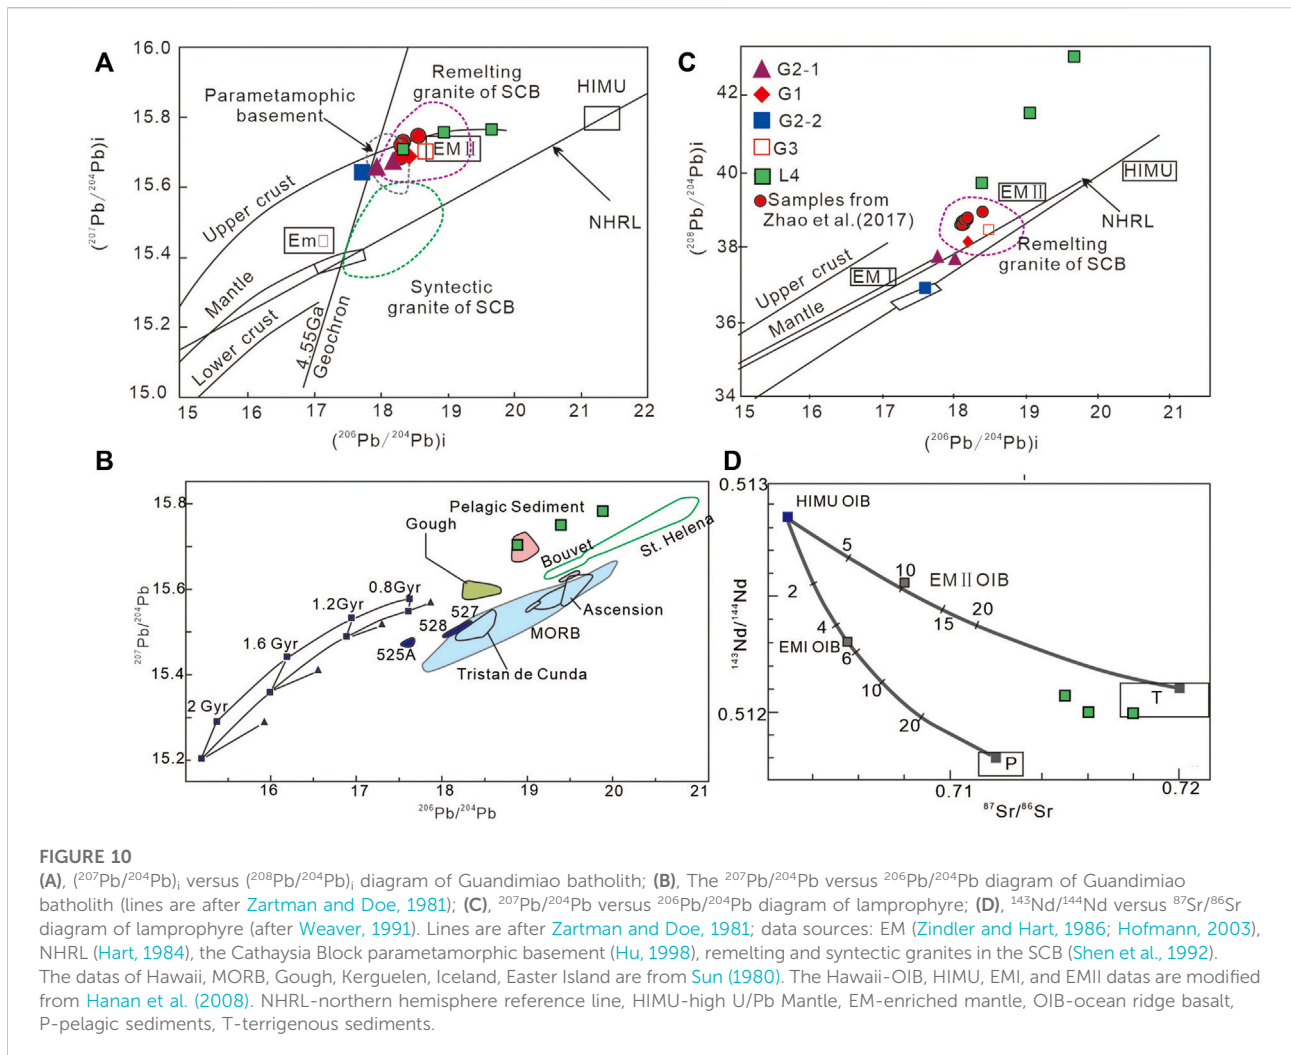 A
16.0
15.8
15.6
15.4
15.2
15.0
(²⁰⁷Pb/²⁰⁴Pb)i
Parametamophic
basement
Remelting
granite of SCB
HIMU
EMII
NHRL
Upper crust
Em□
Mantle
Lower crust
4.55Ga
Geochron
Syntectic
granite of SCB
15 16 17 18 19 20 21 22
(²⁰⁶Pb/²⁰⁴Pb)i
C
G2-1
G1
G2-2
G3
L4
Samples from
Zhao et al.(2017)
42
40
38
36
34
(²⁰⁸Pb/²⁰⁴Pb)i
EMII
HIMU
NHRL
Remelting
granite of SCB
EM I
Upper crust
Mantle
15 16 17 18 19 20 21
(²⁰⁶Pb/²⁰⁴Pb)i
B
15.8
15.6
15.4
15.2
²⁰⁷Pb/²⁰⁴Pb
Pelagic Sediment
Gough
Bouvet
St. Helena
0.8Gyr
1.2Gyr
1.6 Gyr
2 Gyr
527
528
525A
MORB
Ascension
Tristan de Cunda
16 17 18 19 20 21
²⁰⁶Pb/²⁰⁴Pb
D
0.513
0.512
¹⁴³Nd/¹⁴⁴Nd
HIMU OIB
5
10
EMII OIB
15
20
2
4
EMI OIB
6
10
20
T
P
0.71 0.72
⁸⁷Sr/⁸⁶Sr
FIGURE 10
(A), (²⁰⁷Pb/²⁰⁴Pb)ᵢ versus (²⁰⁸Pb/²⁰⁴Pb)ᵢ diagram of Guandimiao batholith; (B), The ²⁰⁷Pb/²⁰⁴Pb versus ²⁰⁶Pb/²⁰⁴Pb diagram of Guandimiao
batholith (lines are after Zartman and Doe, 1981); (C), ²⁰⁷Pb/²⁰⁴Pb versus ²⁰⁶Pb/²⁰⁴Pb diagram of lamprophyre; (D), ¹⁴³Nd/¹⁴⁴Nd versus ⁸⁷Sr/⁸⁶Sr
diagram of lamprophyre (after Weaver, 1991). Lines are after Zartman and Doe, 1981; data sources: EM (Zindler and Hart, 1986; Hofmann, 2003),
NHRL (Hart, 1984), the Cathaysia Block parametamorphic basement (Hu, 1998), remelting and syntectic granites in the SCB (Shen et al., 1992).
The datas of Hawaii, MORB, Gough, Kerguelen, Iceland, Easter Island are from Sun (1980). The Hawaii-OIB, HIMU, EMI, and EMII datas are modified
from Hanan et al. (2008). NHRL-northern hemisphere reference line, HIMU-high U/Pb Mantle, EM-enriched mantle, OIB-ocean ridge basalt,
P-pelagic sediments, T-terrigenous sediments.